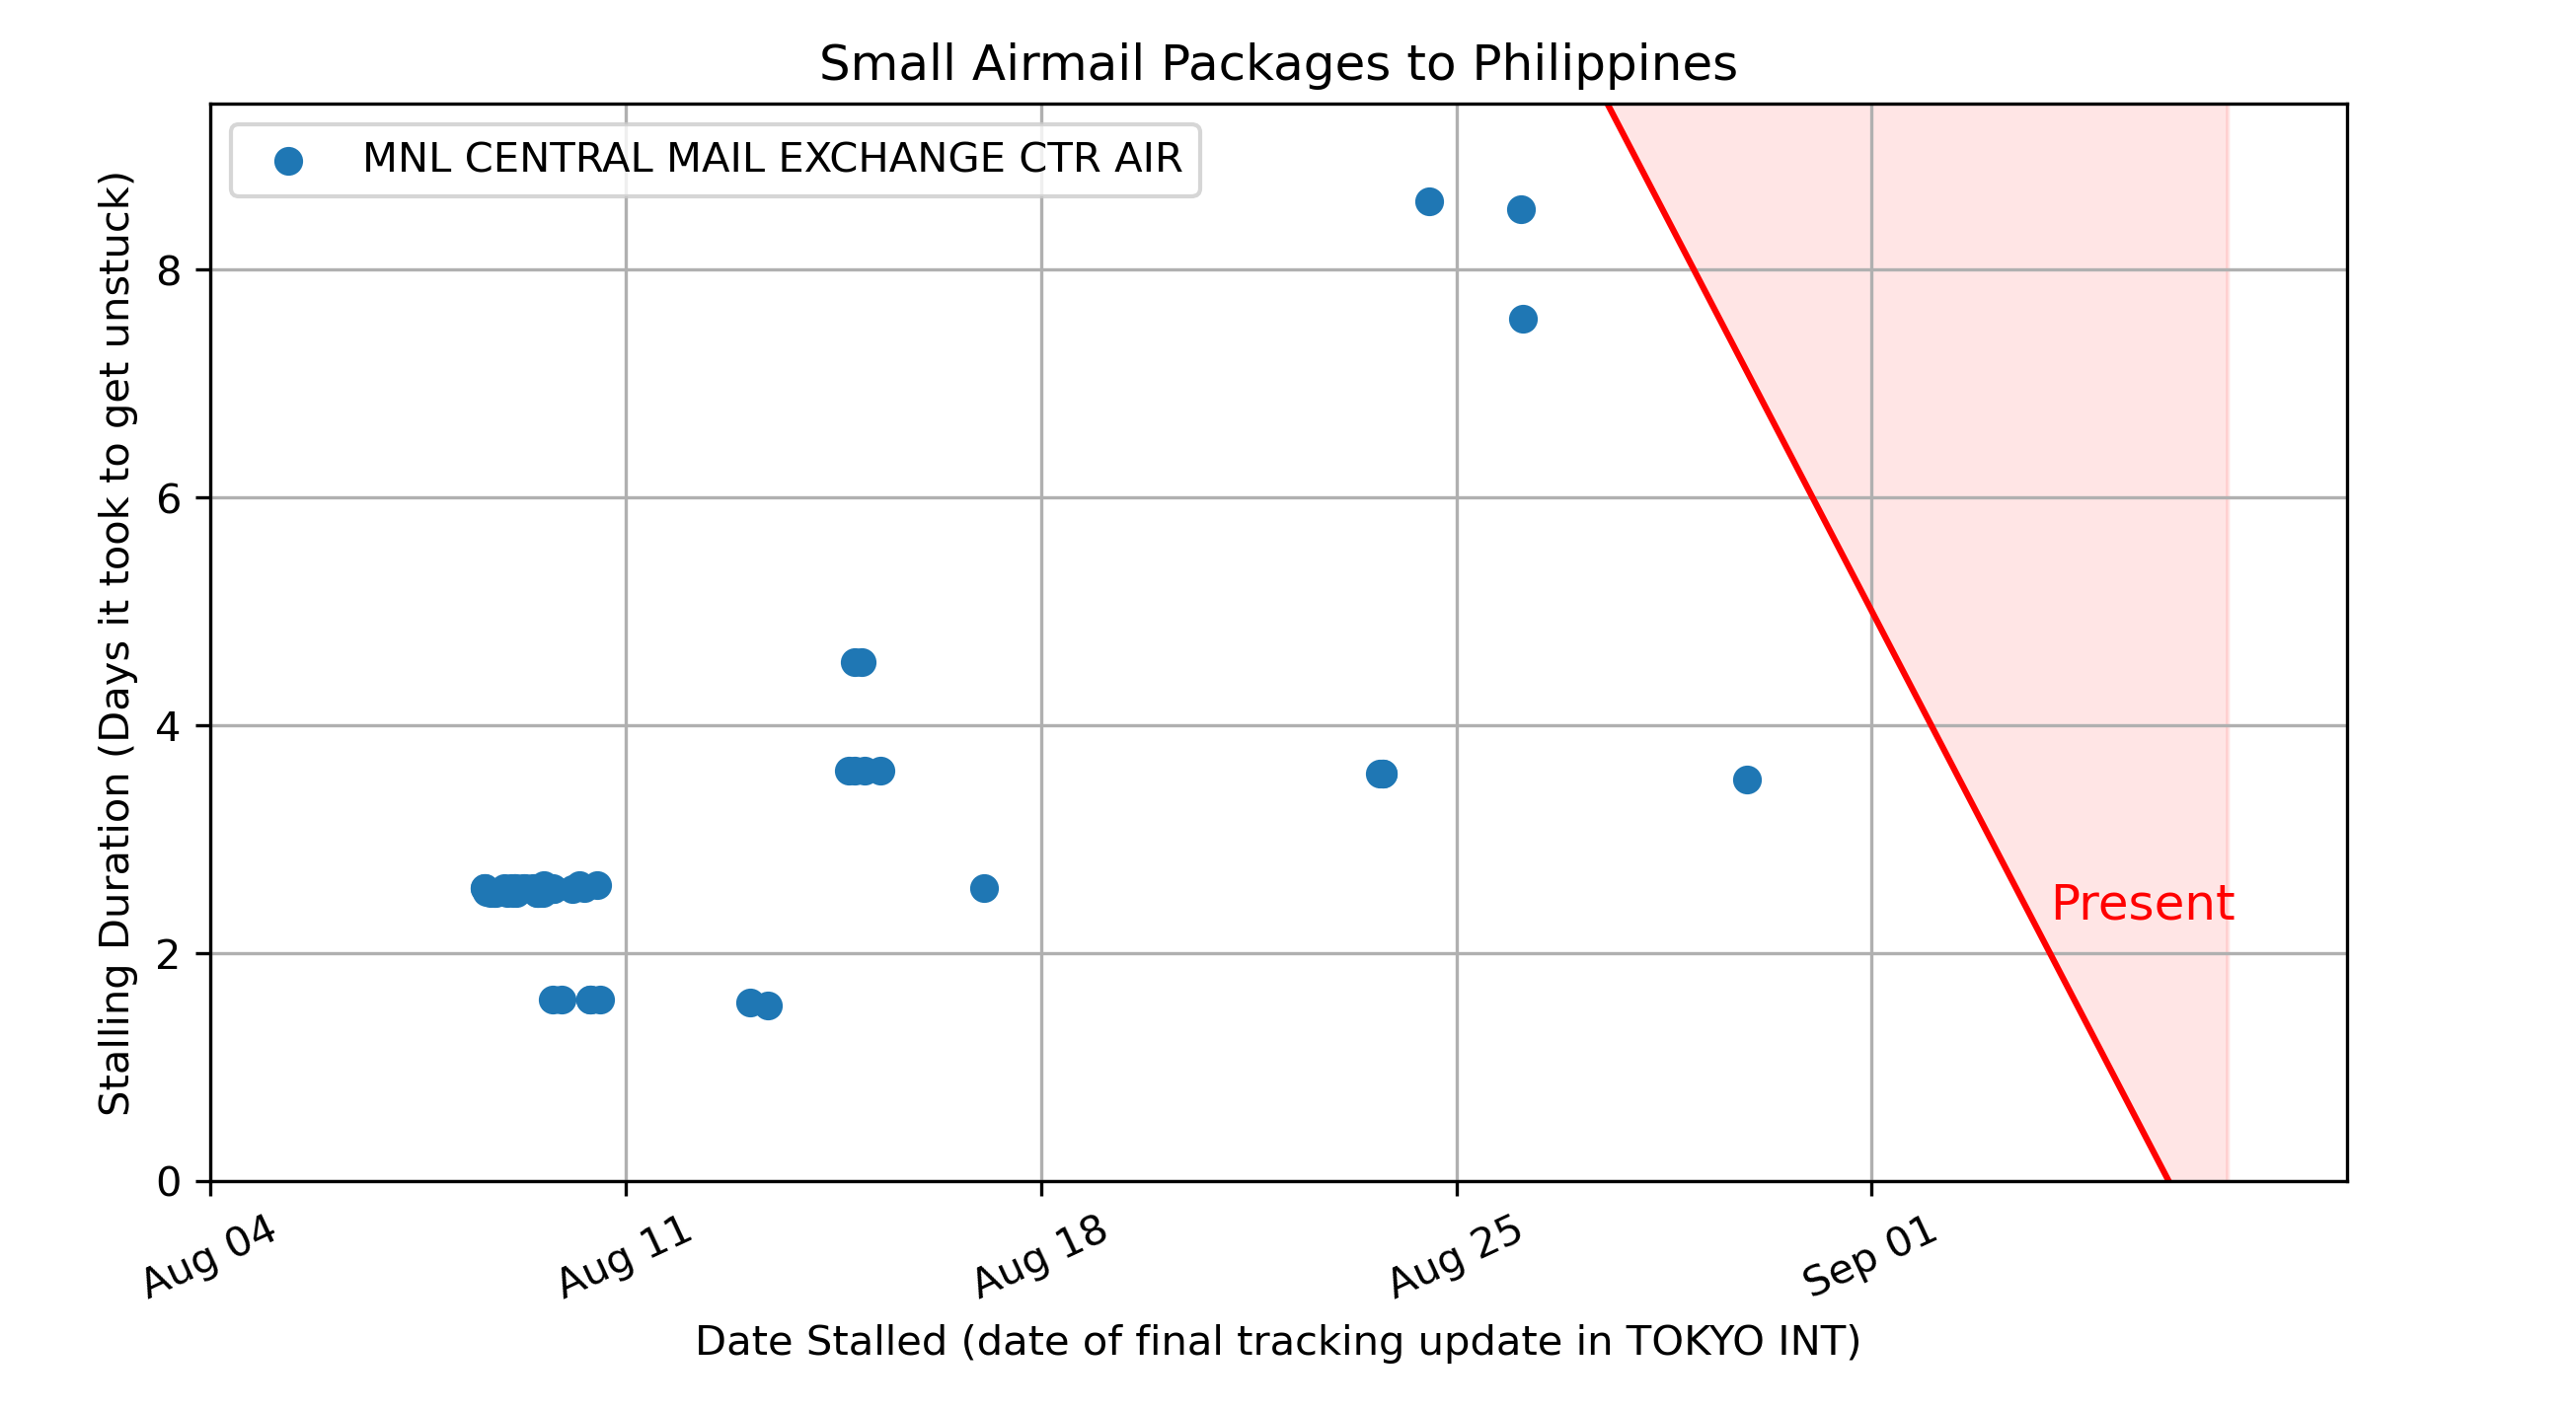 Small Airmail Packages to Philippines
MNL CENTRAL MAIL EXCHANGE CTR AIR
Stalling Duration (Days it took to get unstuck)
8
6
4
2
0
Present
Aug 04
Aug 11
Aug 18
Aug 25
Sep 01
Date Stalled (date of final tracking update in TOKYO INT)